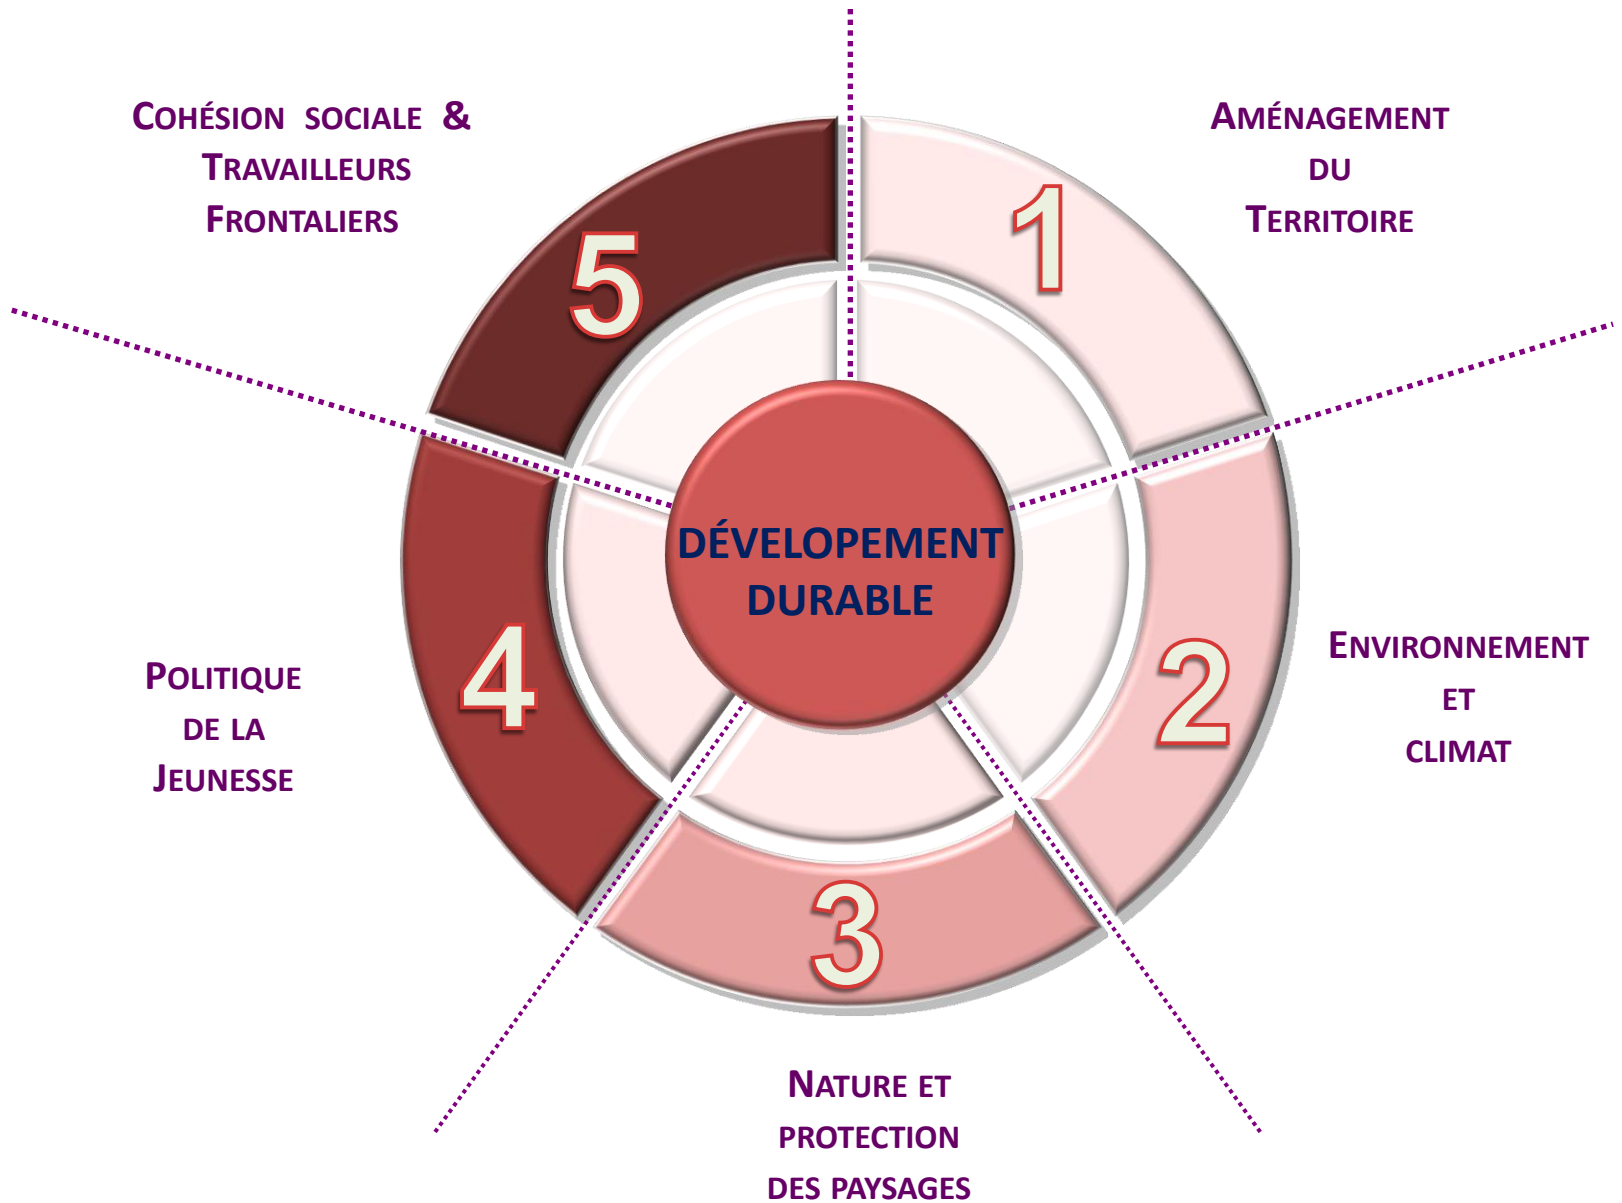 COHÉSION SOCIALE &
TRAVAILLEURS
FRONTALIERS
5
AMÉNAGEMENT
DU
TERRITOIRE
1
DÉVELOPEMENT
DURABLE
POLITIQUE
DE LA
JEUNESSE
4
ENVIRONNEMENT
ET
CLIMAT
2
3
NATURE ET
PROTECTION
DES PAYSAGES